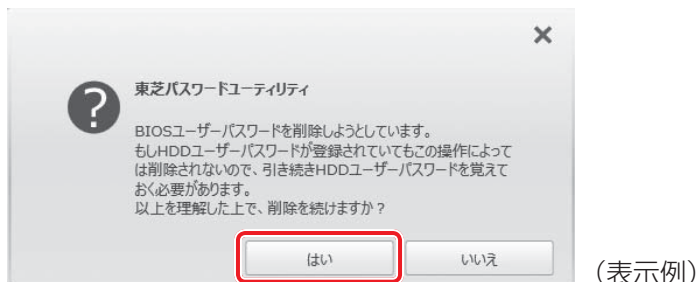 東芝パスワードユーティリティ
BIOSユーザーパスワードを削除しようとしています。
もしHDDユーザーパスワードが登録されていてもこの操作によって
は削除されないので、引き続きHDDユーザーパスワードを覚えて
おく必要があります。
以上を理解した上で、削除を続けますか？
はい いいえ
（表示例）